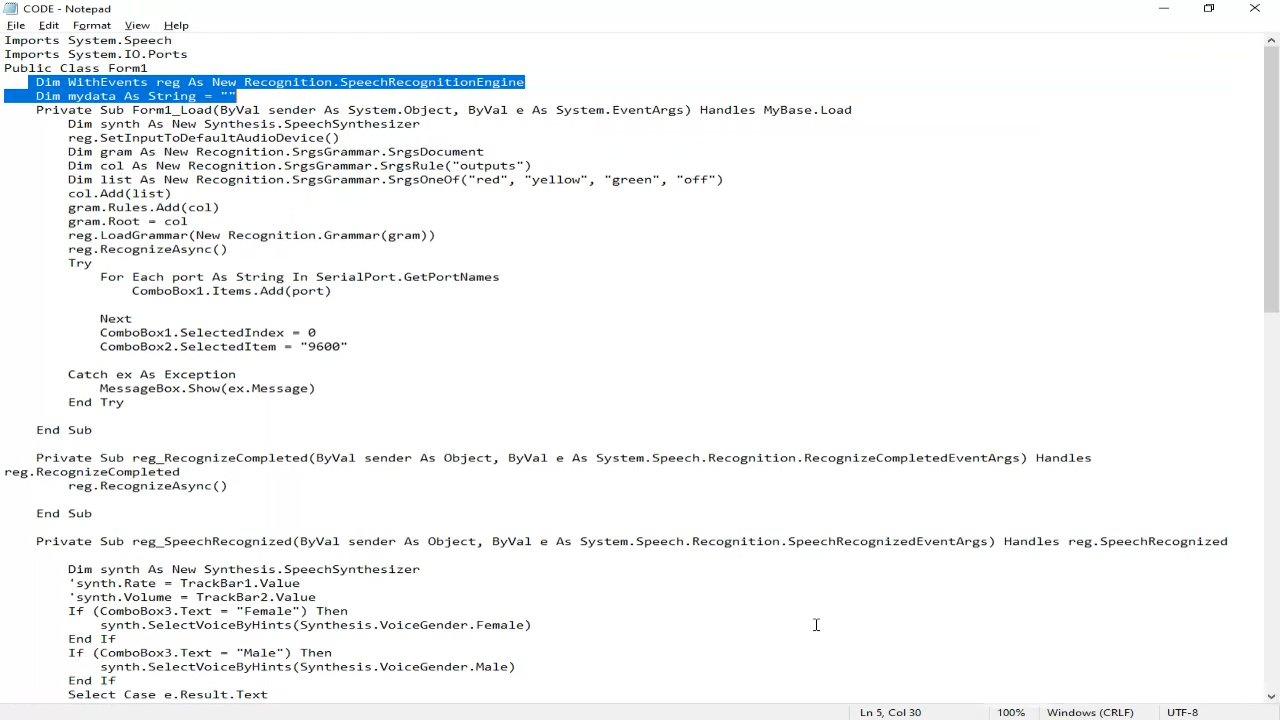 CODE - Notepad
File Edit Format View Help
Imports System.Speech
Imports System.IO.Ports
Public Class Form1
    Dim WithEvents reg As New Recognition.SpeechRecognitionEngine
    Dim mydata As String = ""
    Private Sub Form1_Load(ByVal sender As System.Object, ByVal e As System.EventArgs) Handles MyBase.Load
        Dim synth As New Synthesis.SpeechSynthesizer
        reg.SetInputToDefaultAudioDevice()
        Dim gram As New Recognition.SrgsGrammar.SrgsDocument
        Dim col As New Recognition.SrgsGrammar.SrgsRule("outputs")
        Dim list As New Recognition.SrgsGrammar.SrgsOneOf("red", "yellow", "green", "off")
        col.Add(list)
        gram.Rules.Add(col)
        gram.Root = col
        reg.LoadGrammar(New Recognition.Grammar(gram))
        reg.RecognizeAsync()
        Try
            For Each port As String In SerialPort.GetPortNames
                ComboBox1.Items.Add(port)
            Next
            ComboBox1.SelectedIndex = 0
            ComboBox2.SelectedItem = "9600"
        Catch ex As Exception
            MessageBox.Show(ex.Message)
        End Try
    End Sub
    Private Sub reg_RecognizeCompleted(ByVal sender As Object, ByVal e As System.Speech.Recognition.RecognizeCompletedEventArgs) Handles
reg.RecognizeCompleted
        reg.RecognizeAsync()
    End Sub
    Private Sub reg_SpeechRecognized(ByVal sender As Object, ByVal e As System.Speech.Recognition.SpeechRecognizedEventArgs) Handles reg.SpeechRecognized
        Dim synth As New Synthesis.SpeechSynthesizer
        'synth.Rate = TrackBar1.Value
        'synth.Volume = TrackBar2.Value
        If (ComboBox3.Text = "Female") Then
            synth.SelectVoiceByHints(Synthesis.VoiceGender.Female)
        End If
        If (ComboBox3.Text = "Male") Then
            synth.SelectVoiceByHints(Synthesis.VoiceGender.Male)
        End If
        Select Case e.Result.Text
Ln 5, Col 30 100% Windows (CRLF) UTF-8